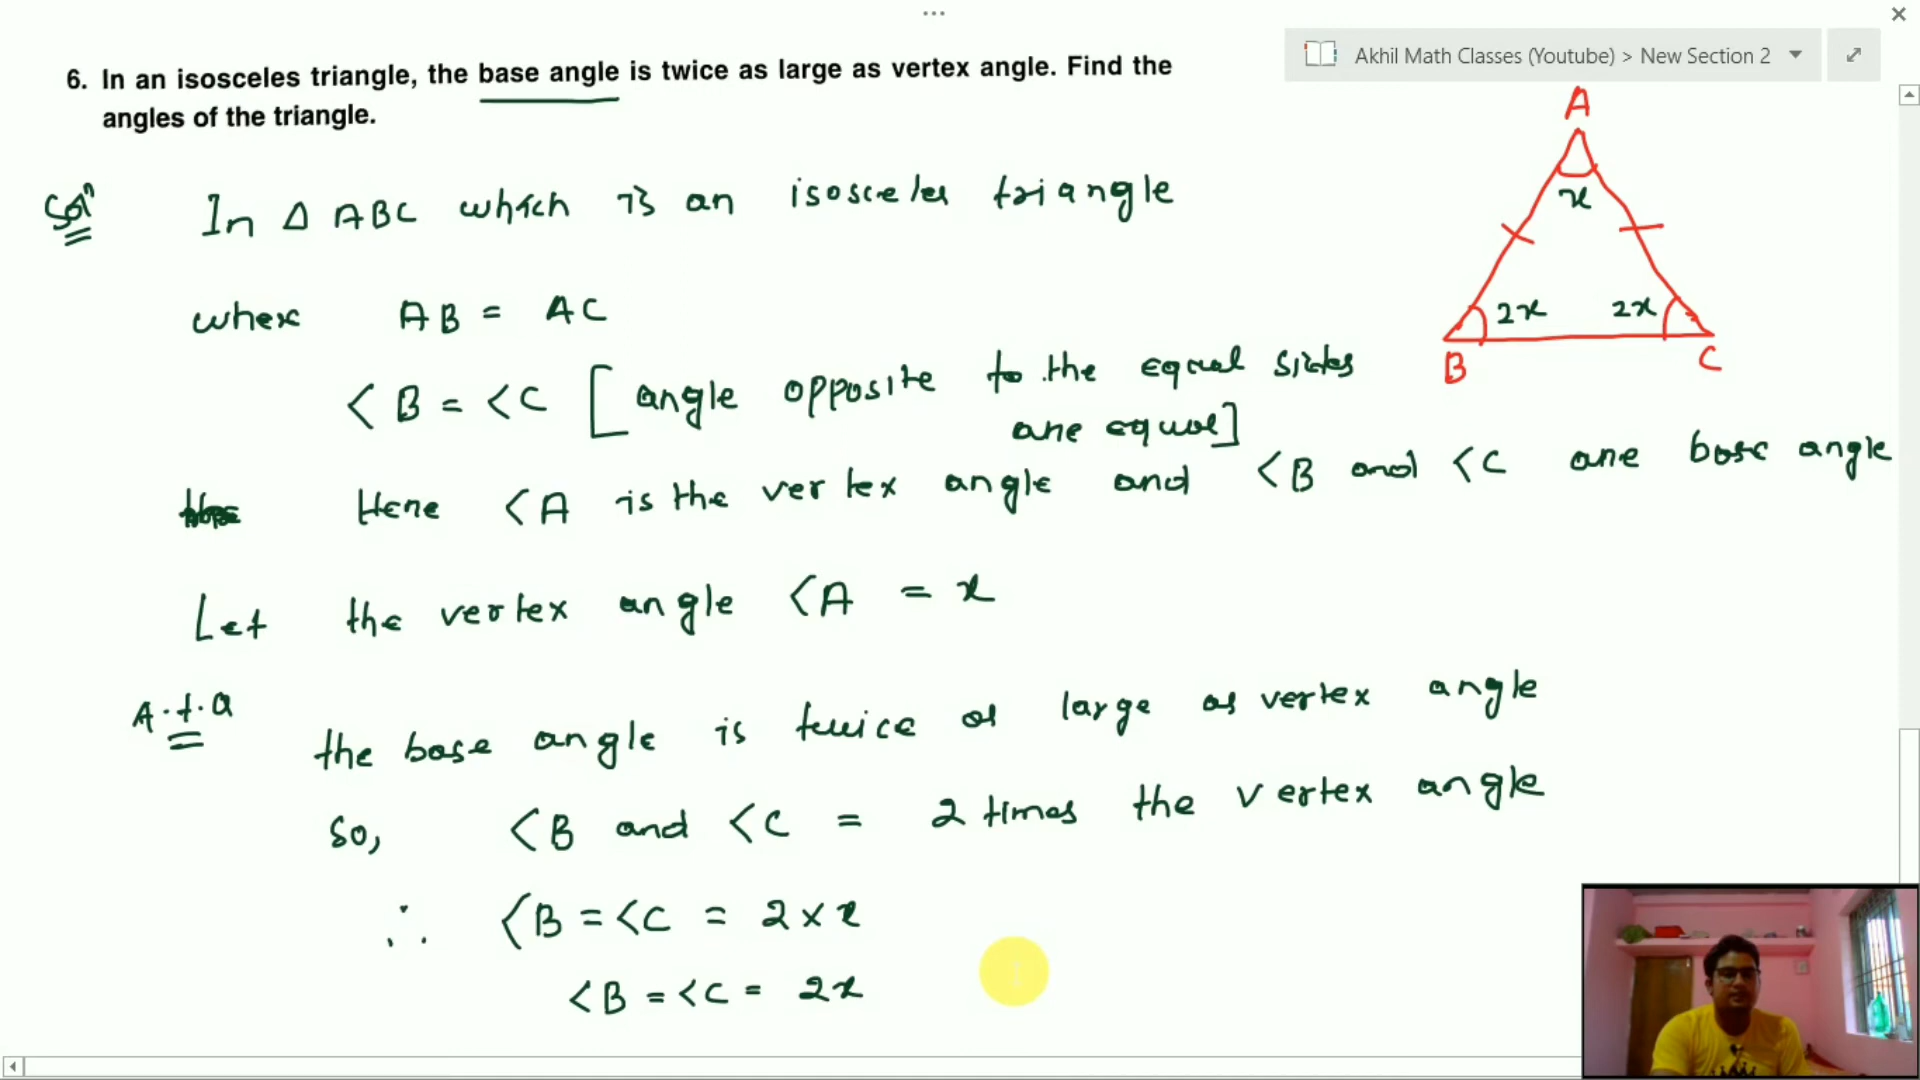 Akhil Math Classes (Youtube) > New Section 2
6. In an isosceles triangle, the base angle is twice as large as vertex angle. Find the
angles of the triangle.
Solⁿ In Δ ABC which is an isosceles triangle
where AB = AC
<B = <C [angle opposite to the equal sides
are equal]
Here <A is the vertex angle and <B and <C are base angle
Let the vertex angle <A = x
A.t.Q the base angle is twice as large as vertex angle
So, <B and <C = 2 times the vertex angle
∴ <B = <C = 2 × x
<B = <C = 2x
A
x
2x 2x
B C